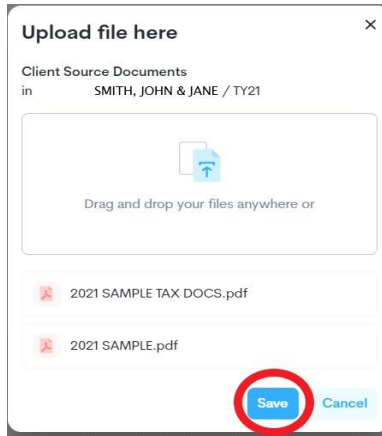 Upload file here
Client Source Documents
in SMITH, JOHN & JANE / TY21
Drag and drop your files anywhere or
2021 SAMPLE TAX DOCS.pdf
2021 SAMPLE.pdf
Save Cancel